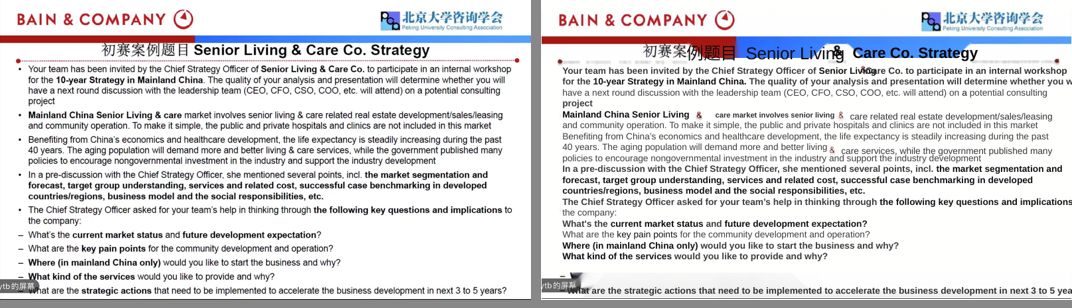 BAIN & COMPANY
北京大学咨询学会
Peking University Consulting Association
初赛案例题目 Senior Living & Care Co. Strategy
• Your team has been invited by the Chief Strategy Officer of Senior Living & Care Co. to participate in an internal workshop
for the 10-year Strategy in Mainland China. The quality of your analysis and presentation will determine whether you will
have a next round discussion with the leadership team (CEO, CFO, CSO, COO, etc. will attend) on a potential consulting
project
• Mainland China Senior Living & care market involves senior living & care related real estate development/sales/leasing
and community operation. To make it simple, the public and private hospitals and clinics are not included in this market
• Benefiting from China's economics and healthcare development, the life expectancy is steadily increasing during the past
40 years. The aging population will demand more and better living & care services, while the government published many
policies to encourage nongovernmental investment in the industry and support the industry development
• In a pre-discussion with the Chief Strategy Officer, she mentioned several points, incl. the market segmentation and
forecast, target group understanding, services and related cost, successful case benchmarking in developed
countries/regions, business model and the social responsibilities, etc.
• The Chief Strategy Officer asked for your team's help in thinking through the following key questions and implications to
the company:
– What's the current market status and future development expectation?
– What are the key pain points for the community development and operation?
– Where (in mainland China only) would you like to start the business and why?
– What kind of the services would you like to provide and why?
ytb的屏幕
What are the strategic actions that need to be implemented to accelerate the business development in next 3 to 5 years?
BAIN & COMPANY
北京大学咨询学会
Peking University Consulting Association
初赛案例题目 Senior Living & Care Co. Strategy
Your team has been invited by the Chief Strategy Officer of Senior Living Care Co. to participate in an internal workshop
for the 10-year Strategy in Mainland China. The quality of your analysis and presentation will determine whether you w
have a next round discussion with the leadership team (CEO, CFO, CSO, COO, etc. will attend) on a potential consulting
project
Mainland China Senior Living & care market involves senior living & care related real estate development/sales/leasing
and community operation. To make it simple, the public and private hospitals and clinics are not included in this market
Benefiting from China's economics and healthcare development, the life expectancy is steadily increasing during the past
40 years. The aging population will demand more and better living & care services, while the government published many
policies to encourage nongovernmental investment in the industry and support the industry development
In a pre-discussion with the Chief Strategy Officer, she mentioned several points, incl. the market segmentation and
forecast, target group understanding, services and related cost, successful case benchmarking in developed
countries/regions, business model and the social responsibilities, etc.
The Chief Strategy Officer asked for your team's help in thinking through the following key questions and implications
the company:
What's the current market status and future development expectation?
What are the key pain points for the community development and operation?
Where (in mainland China only) would you like to start the business and why?
What kind of the services would you like to provide and why?
–
ytb的屏幕
What are the strategic actions that need to be implemented to accelerate the business development in next 3 to 5 yea